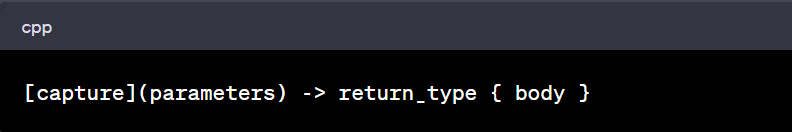 cpp
[capture](parameters) -> return_type { body }